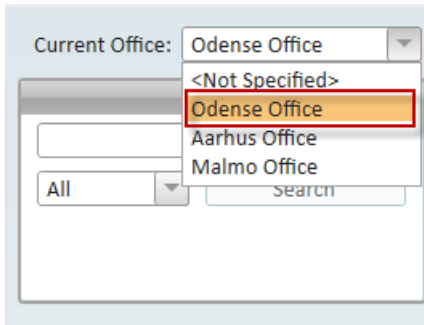 Current Office: Odense Office
<Not Specified>
Odense Office
Aarhus Office
Malmo Office
All Search